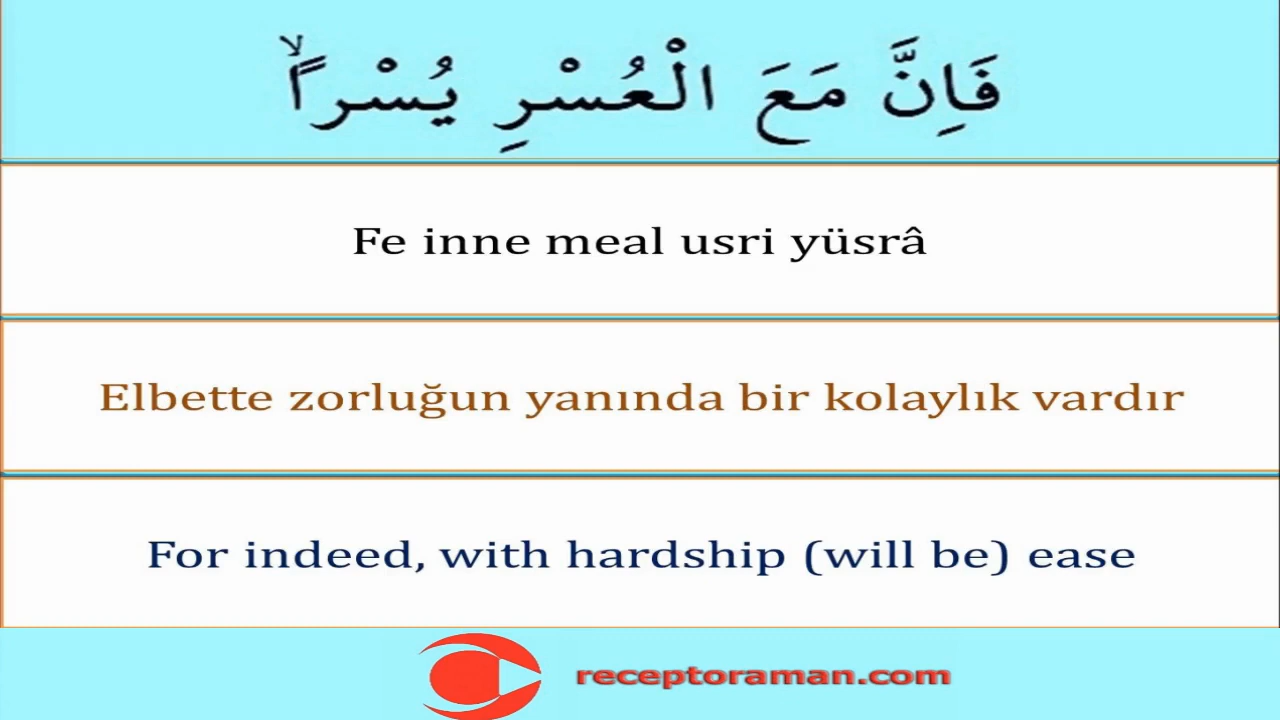 فَاِنَّ مَعَ الْعُسْرِ يُسْراًۙ
Fe inne meal usri yüsrâ
Elbette zorluğun yanında bir kolaylık vardır
For indeed, with hardship (will be) ease
receptoraman.com